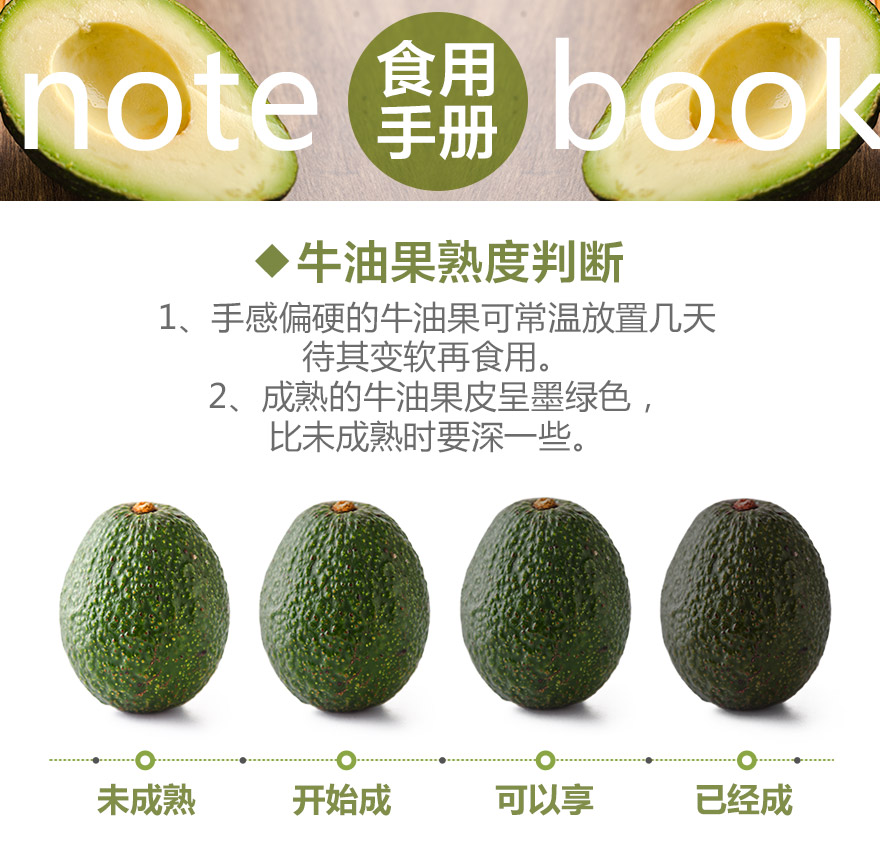 note
食用
手册
book
◆牛油果熟度判断
1、手感偏硬的牛油果可常温放置几天
待其变软再食用。
2、成熟的牛油果皮呈墨绿色，
比未成熟时要深一些。
未成熟
开始成
可以享
已经成